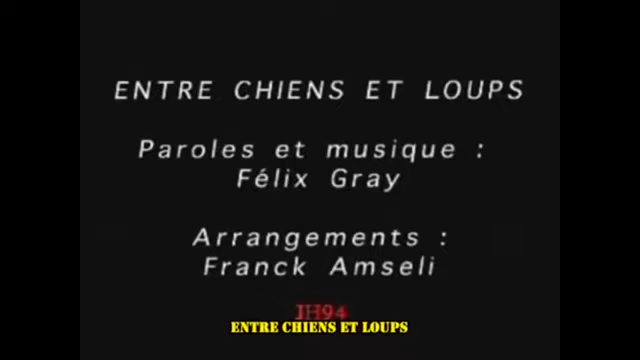 ENTRE CHIENS ET LOUPS
Paroles et musique :
Félix Gray
Arrangements :
Franck Amseli
JH94
ENTRE CHIENS ET LOUPS